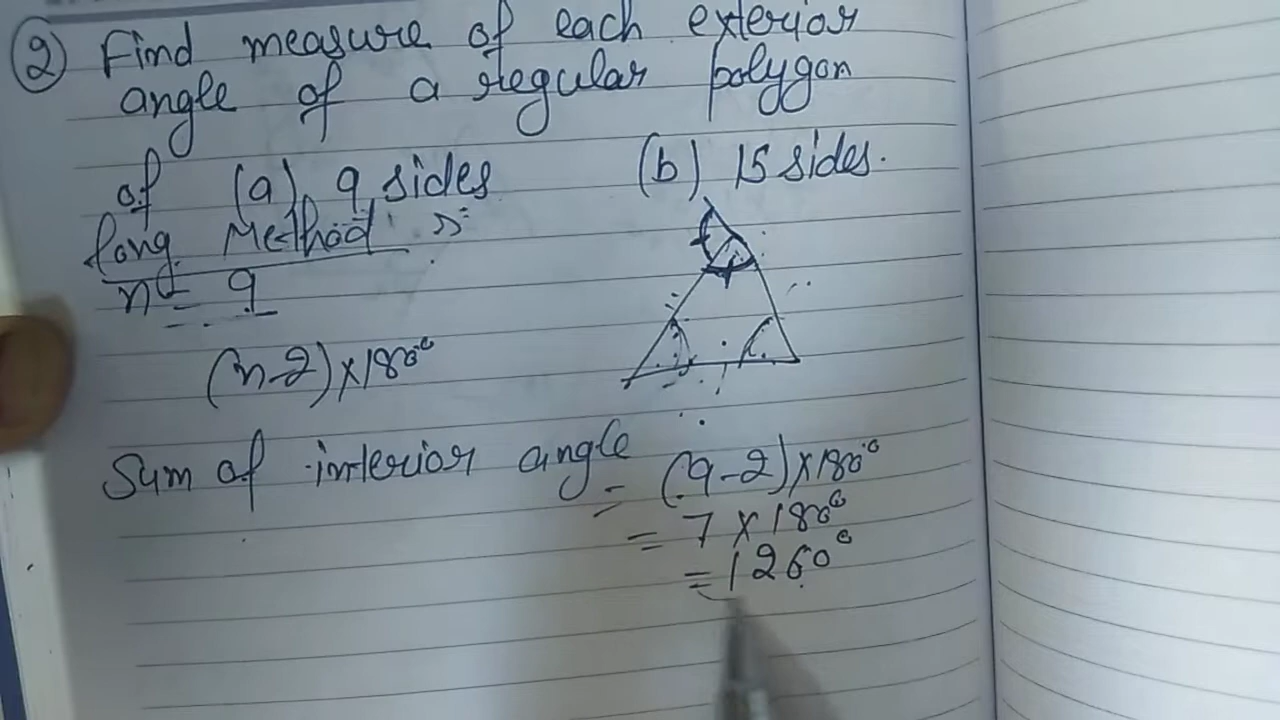 (2) Find measure of each exterior
angle of a regular polygon
of (a) 9 sides (b) 15 sides.
long Method :-
n = 9
(n-2)×180°
Sum of interior angle = (9-2)×180°
= 7×180°
= 1260°